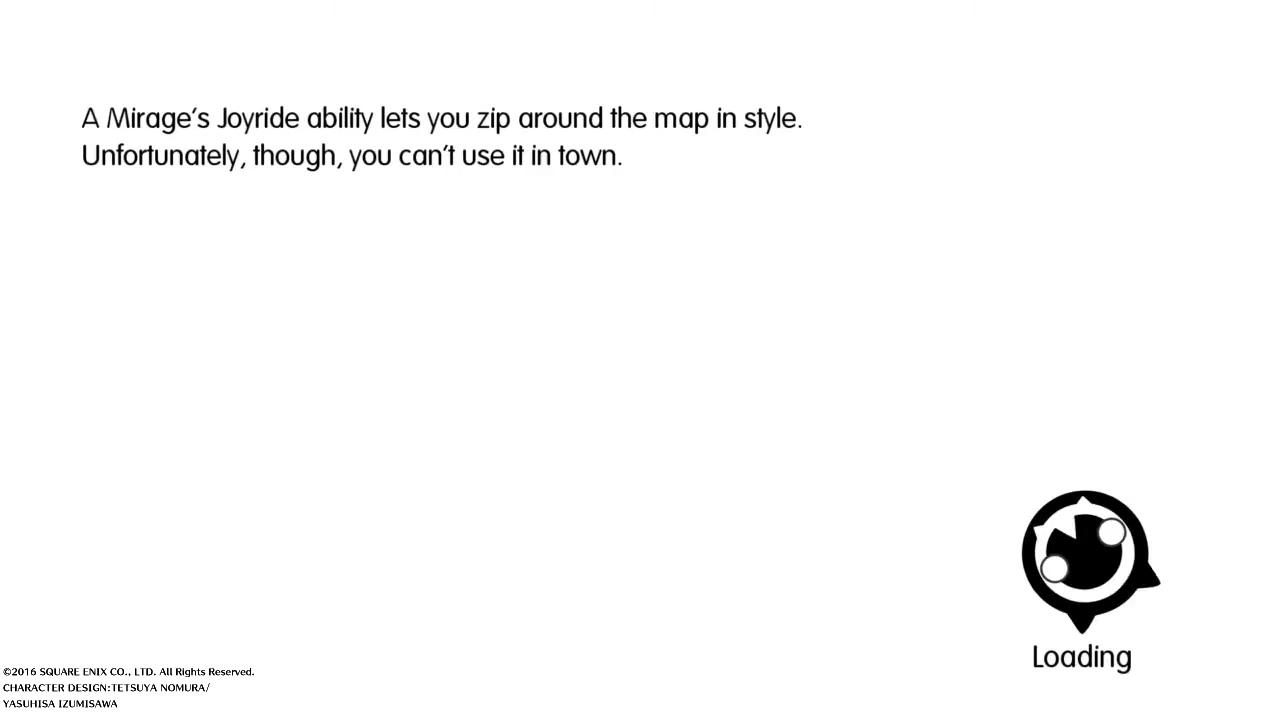 A Mirage's Joyride ability lets you zip around the map in style.
Unfortunately, though, you can't use it in town.
Loading
©2016 SQUARE ENIX CO., LTD. All Rights Reserved.
CHARACTER DESIGN:TETSUYA NOMURA/
YASUHISA IZUMISAWA